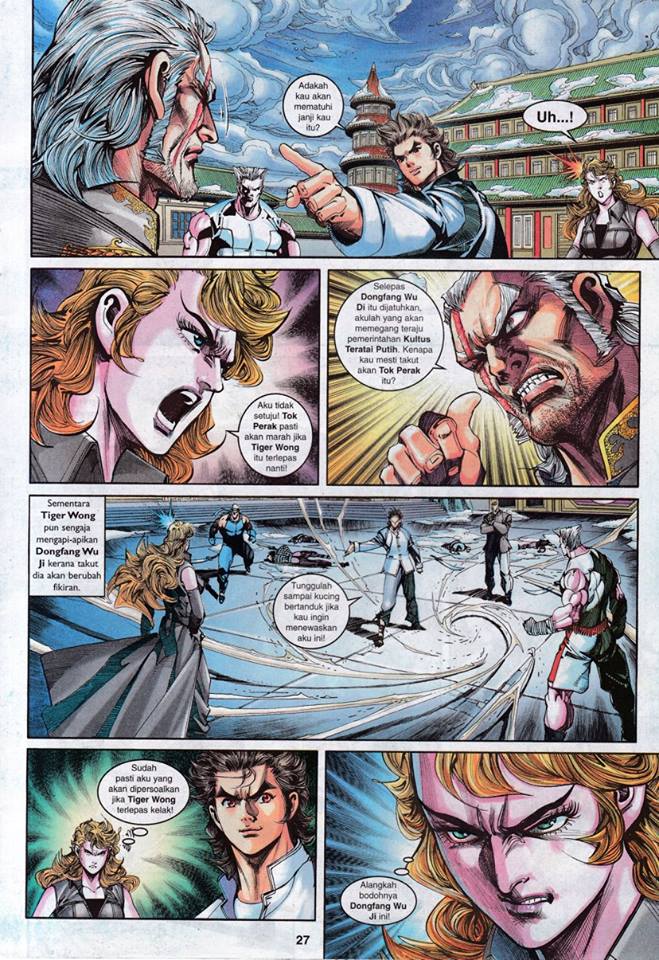 Adakah
kau akan
mematuhi
janji kau
itu?
Uh...!
Aku tidak
setuju! Tok
Perak pasti
akan marah jika
Tiger Wong
itu terlepas
nanti!
Selepas
Dongfang Wu
Di itu dijatuhkan,
akulah yang akan
memegang teraju
pemerintahan Kultus
Teratai Putih. Kenapa
kau mesti takut
akan Tok Perak
itu?
Sementara
Tiger Wong
pun sengaja
mengapi-apikan
Dongfang Wu
Ji kerana takut
dia akan berubah
fikiran.
Tunggulah
sampai kucing
bertanduk jika
kau ingin
menewaskan
aku ini!
Sudah
pasti aku yang
akan dipersoalkan
jika Tiger Wong
terlepas kelak!
Alangkah
bodohnya
Dongfang Wu
Ji ini!
27